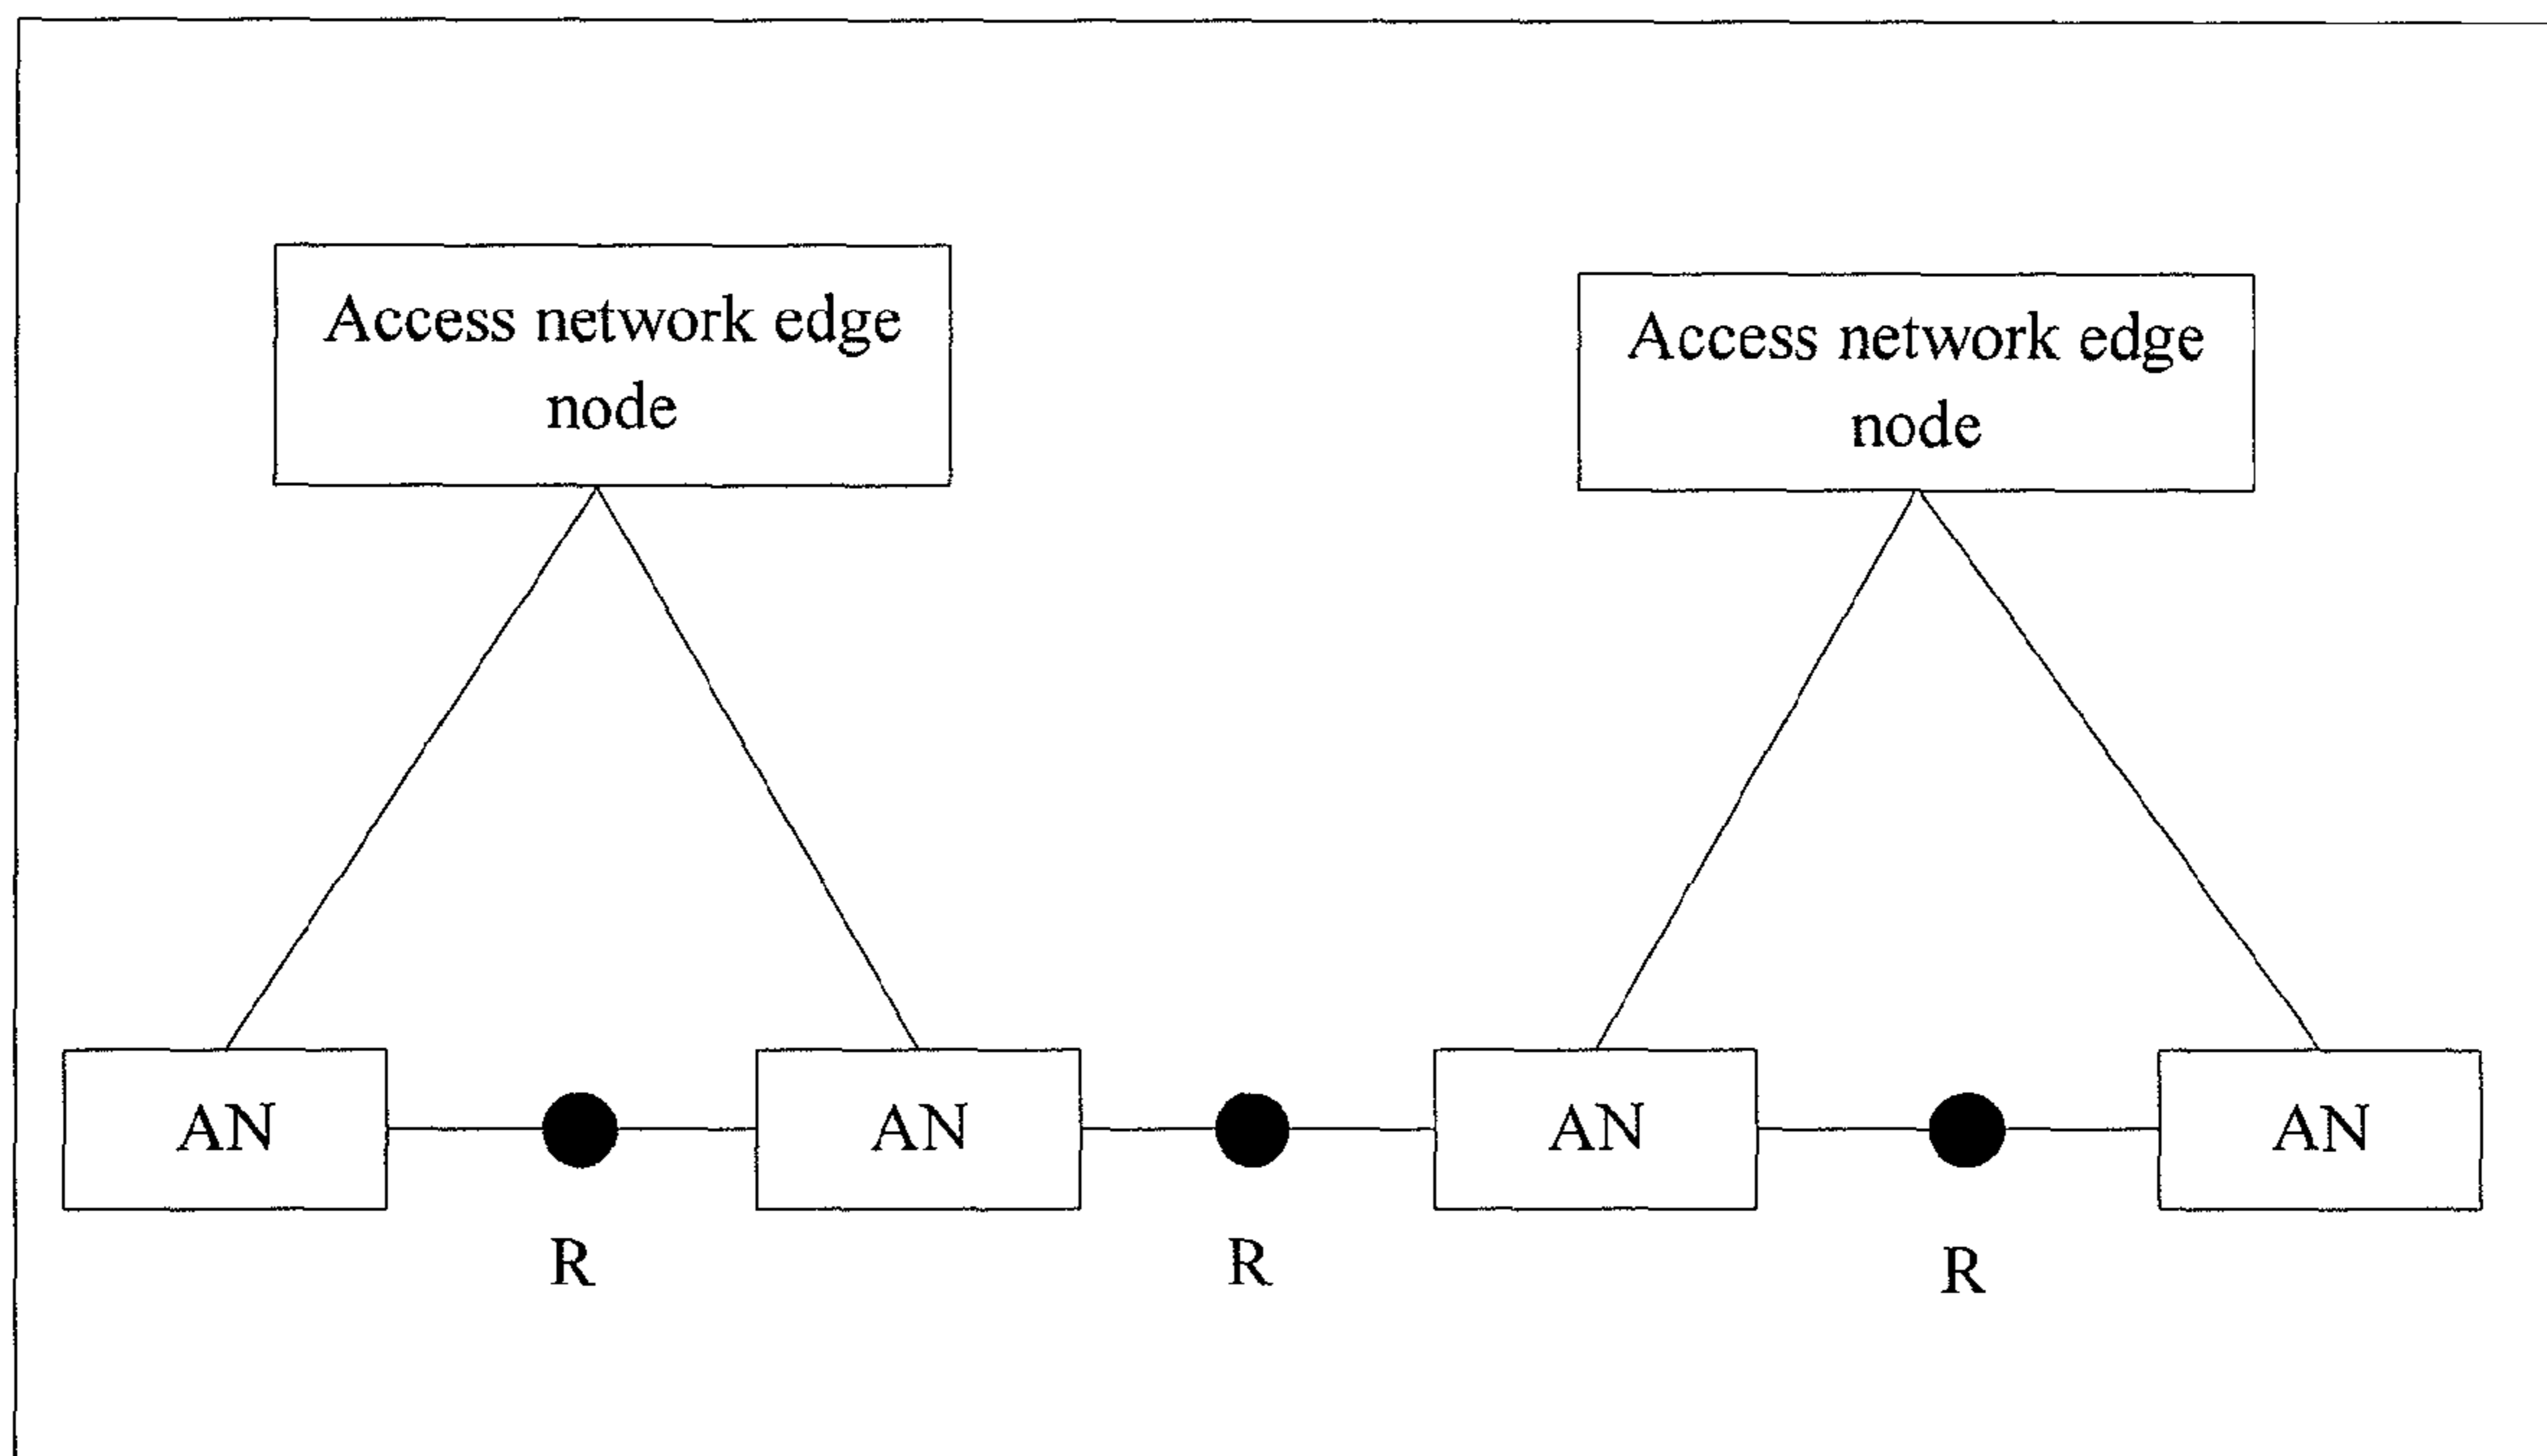 Access network edge
node
Access network edge
node
AN
AN
AN
AN
R
R
R